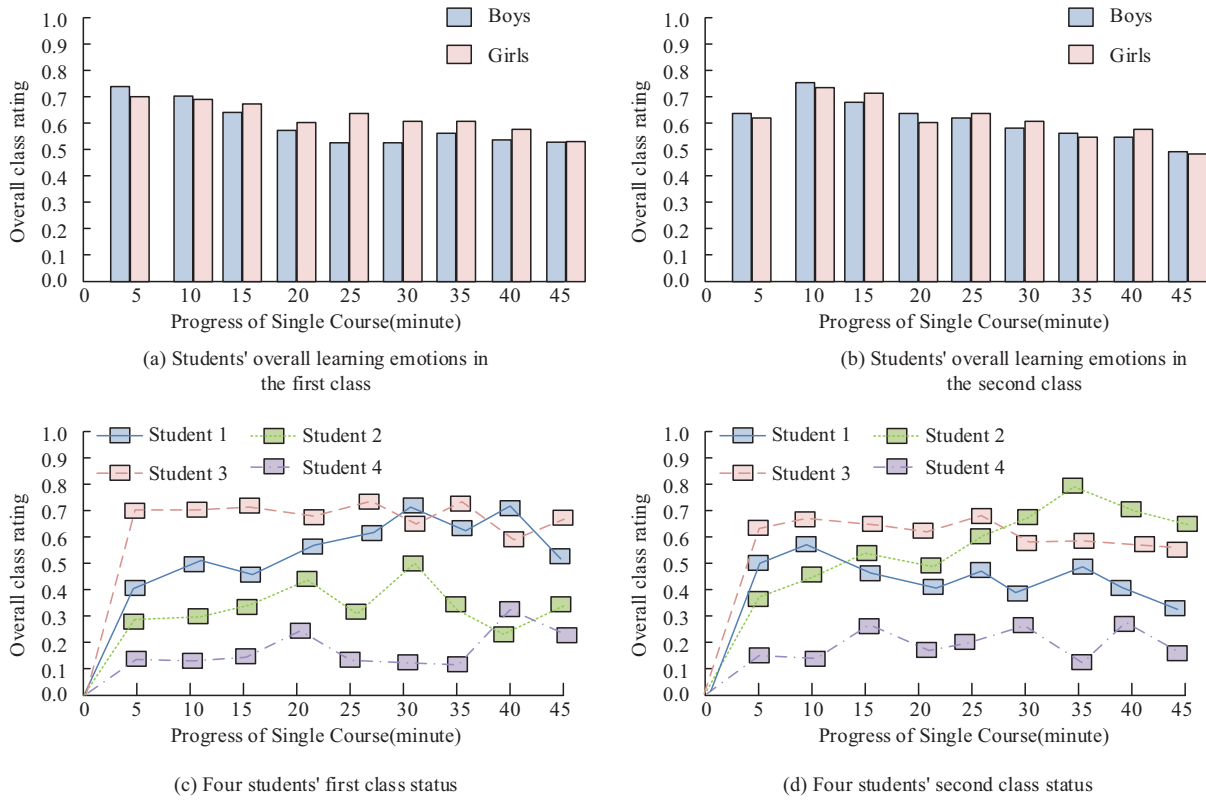 Boys
Girls
Overall class rating
1.0
0.9
0.8
0.7
0.6
0.5
0.4
0.3
0.2
0.1
0.0
0 5 10 15 20 25 30 35 40 45
Progress of Single Course(minute)
(a) Students' overall learning emotions in
the first class
Boys
Girls
Overall class rating
1.0
0.9
0.8
0.7
0.6
0.5
0.4
0.3
0.2
0.1
0.0
0 5 10 15 20 25 30 35 40 45
Progress of Single Course(minute)
(b) Students' overall learning emotions in
the second class
Student 1 Student 2
Student 3 Student 4
Overall class rating
1.0
0.9
0.8
0.7
0.6
0.5
0.4
0.3
0.2
0.1
0.0
0 5 10 15 20 25 30 35 40 45
Progress of Single Course(minute)
(c) Four students' first class status
Student 1 Student 2
Student 3 Student 4
Overall class rating
1.0
0.9
0.8
0.7
0.6
0.5
0.4
0.3
0.2
0.1
0.0
0 5 10 15 20 25 30 35 40 45
Progress of Single Course(minute)
(d) Four students' second class status